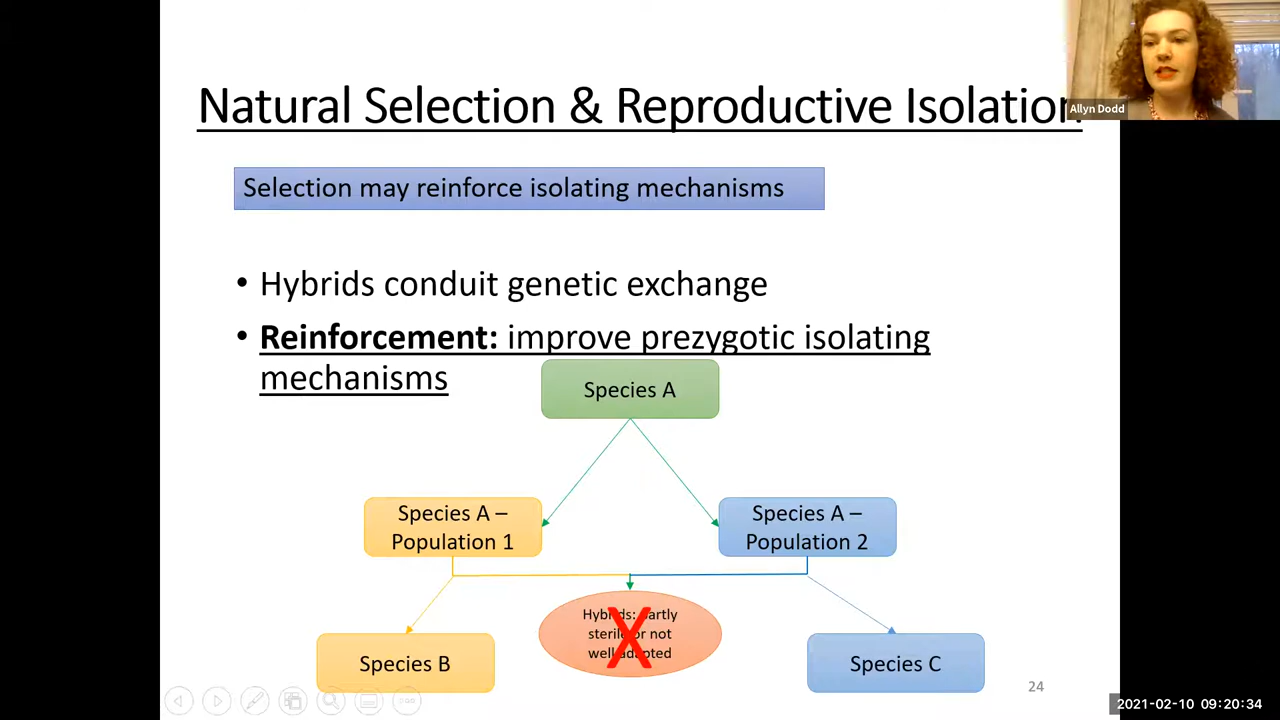 Natural Selection & Reproductive Isolation
Allyn Dodd
Selection may reinforce isolating mechanisms
• Hybrids conduit genetic exchange
• Reinforcement: improve prezygotic isolating
mechanisms
Species A
Species A –
Population 1
Species A –
Population 2
Hybrids: partly
sterile or not
well adapted
X
Species B
Species C
24
2021-02-10 09:20:34